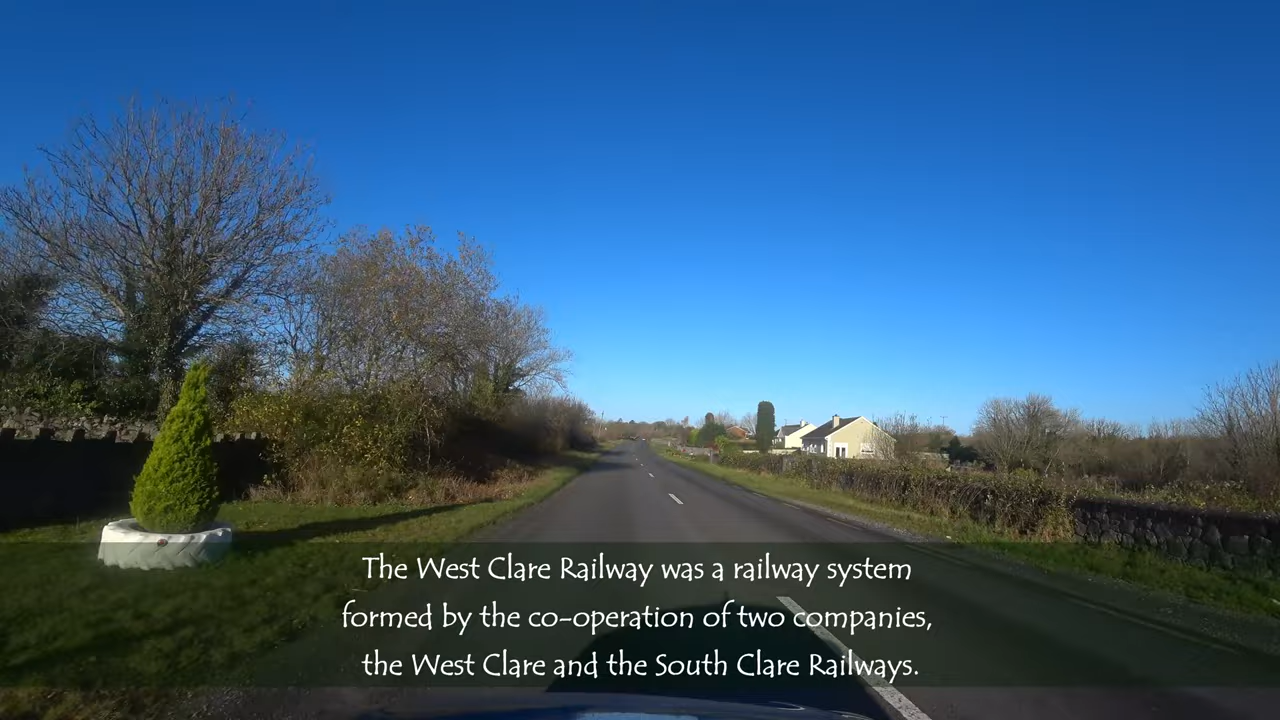 The West Clare Railway was a railway system
formed by the co-operation of two companies,
the West Clare and the South Clare Railways.